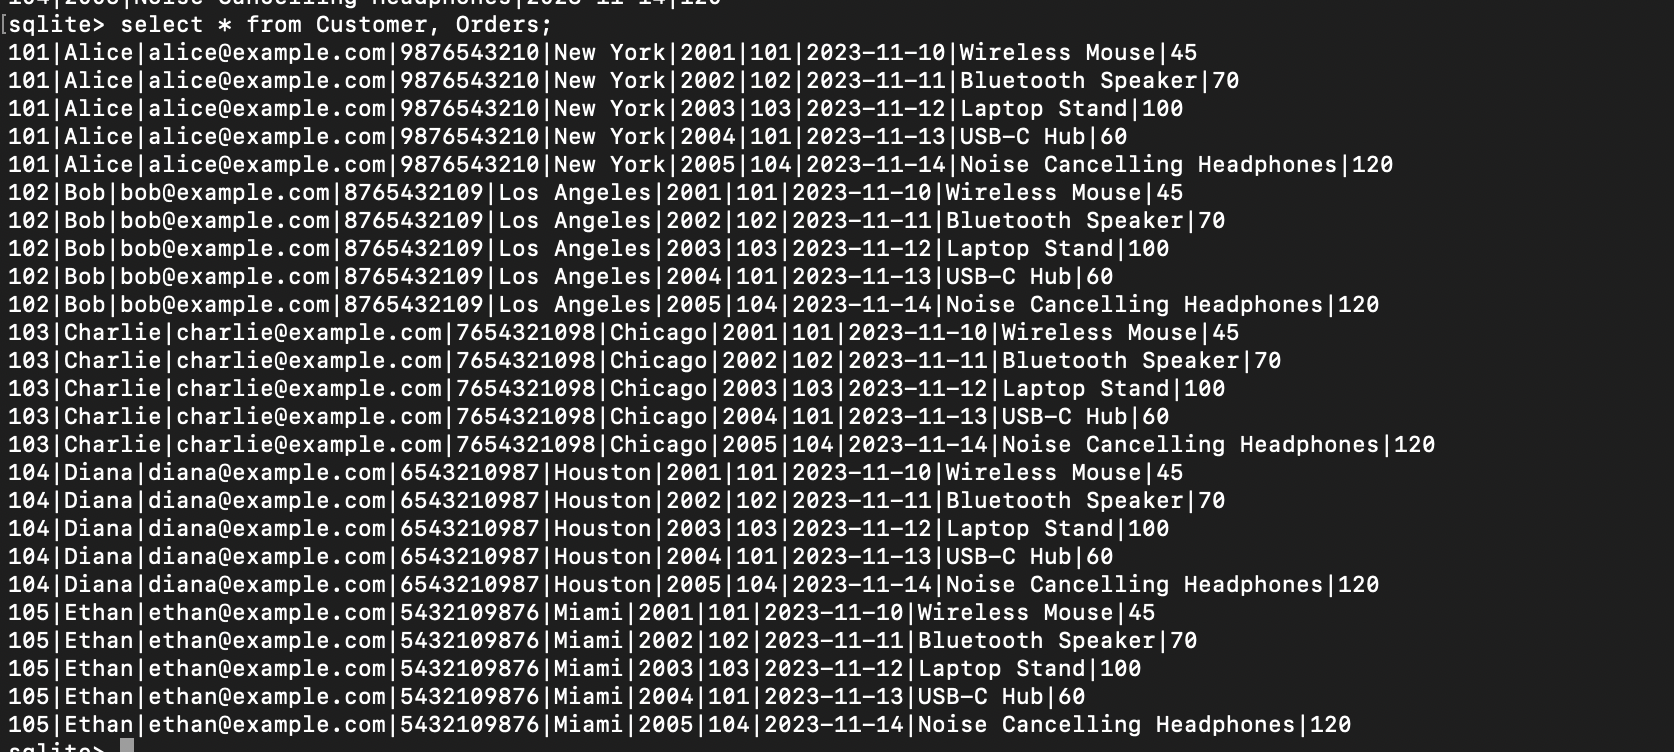 104|2005|Noise Cancelling Headphones|2023-11-14|120
[sqlite> select * from Customer, Orders;
101|Alice|alice@example.com|9876543210|New York|2001|101|2023-11-10|Wireless Mouse|45
101|Alice|alice@example.com|9876543210|New York|2002|102|2023-11-11|Bluetooth Speaker|70
101|Alice|alice@example.com|9876543210|New York|2003|103|2023-11-12|Laptop Stand|100
101|Alice|alice@example.com|9876543210|New York|2004|101|2023-11-13|USB-C Hub|60
101|Alice|alice@example.com|9876543210|New York|2005|104|2023-11-14|Noise Cancelling Headphones|120
102|Bob|bob@example.com|8765432109|Los Angeles|2001|101|2023-11-10|Wireless Mouse|45
102|Bob|bob@example.com|8765432109|Los Angeles|2002|102|2023-11-11|Bluetooth Speaker|70
102|Bob|bob@example.com|8765432109|Los Angeles|2003|103|2023-11-12|Laptop Stand|100
102|Bob|bob@example.com|8765432109|Los Angeles|2004|101|2023-11-13|USB-C Hub|60
102|Bob|bob@example.com|8765432109|Los Angeles|2005|104|2023-11-14|Noise Cancelling Headphones|120
103|Charlie|charlie@example.com|7654321098|Chicago|2001|101|2023-11-10|Wireless Mouse|45
103|Charlie|charlie@example.com|7654321098|Chicago|2002|102|2023-11-11|Bluetooth Speaker|70
103|Charlie|charlie@example.com|7654321098|Chicago|2003|103|2023-11-12|Laptop Stand|100
103|Charlie|charlie@example.com|7654321098|Chicago|2004|101|2023-11-13|USB-C Hub|60
103|Charlie|charlie@example.com|7654321098|Chicago|2005|104|2023-11-14|Noise Cancelling Headphones|120
104|Diana|diana@example.com|6543210987|Houston|2001|101|2023-11-10|Wireless Mouse|45
104|Diana|diana@example.com|6543210987|Houston|2002|102|2023-11-11|Bluetooth Speaker|70
104|Diana|diana@example.com|6543210987|Houston|2003|103|2023-11-12|Laptop Stand|100
104|Diana|diana@example.com|6543210987|Houston|2004|101|2023-11-13|USB-C Hub|60
104|Diana|diana@example.com|6543210987|Houston|2005|104|2023-11-14|Noise Cancelling Headphones|120
105|Ethan|ethan@example.com|5432109876|Miami|2001|101|2023-11-10|Wireless Mouse|45
105|Ethan|ethan@example.com|5432109876|Miami|2002|102|2023-11-11|Bluetooth Speaker|70
105|Ethan|ethan@example.com|5432109876|Miami|2003|103|2023-11-12|Laptop Stand|100
105|Ethan|ethan@example.com|5432109876|Miami|2004|101|2023-11-13|USB-C Hub|60
105|Ethan|ethan@example.com|5432109876|Miami|2005|104|2023-11-14|Noise Cancelling Headphones|120
sqlite>